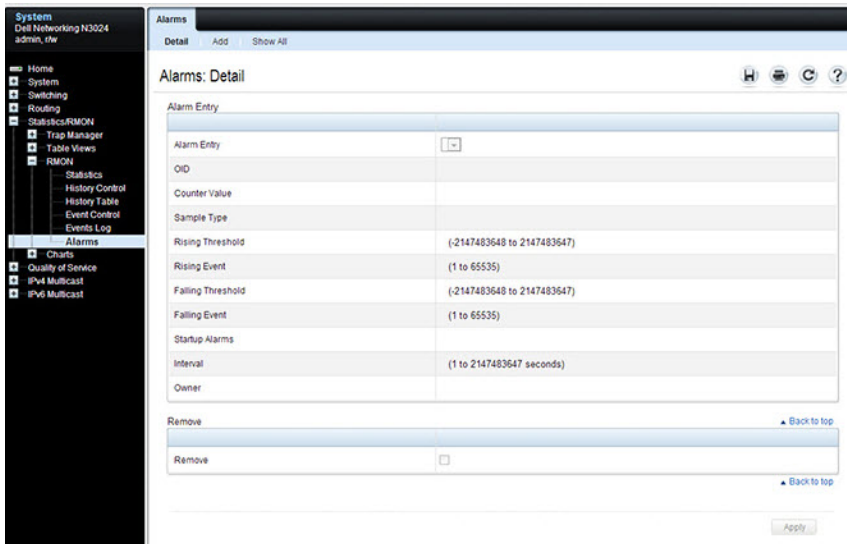 System
Dell Networking N3024
admin, r/w
Home
System
Switching
Routing
Statistics/RMON
Trap Manager
Table Views
RMON
Statistics
History Control
History Table
Event Control
Events Log
Alarms
Charts
Quality of Service
IPv4 Multicast
IPv6 Multicast
Alarms
Detail Add Show All
Alarms: Detail
?
Alarm Entry
Alarm Entry
OID
Counter Value
Sample Type
Rising Threshold (-2147483648 to 2147483647)
Rising Event (1 to 65535)
Falling Threshold (-2147483648 to 2147483647)
Falling Event (1 to 65535)
Startup Alarms
Interval (1 to 2147483647 seconds)
Owner
Remove ▲ Back to top
Remove
▲ Back to top
Apply